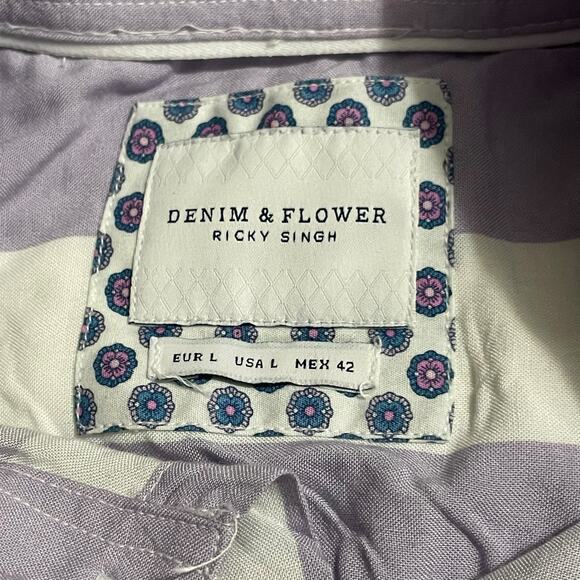 DENIM & FLOWER
RICKY SINGH
EUR L USA L MEX 42